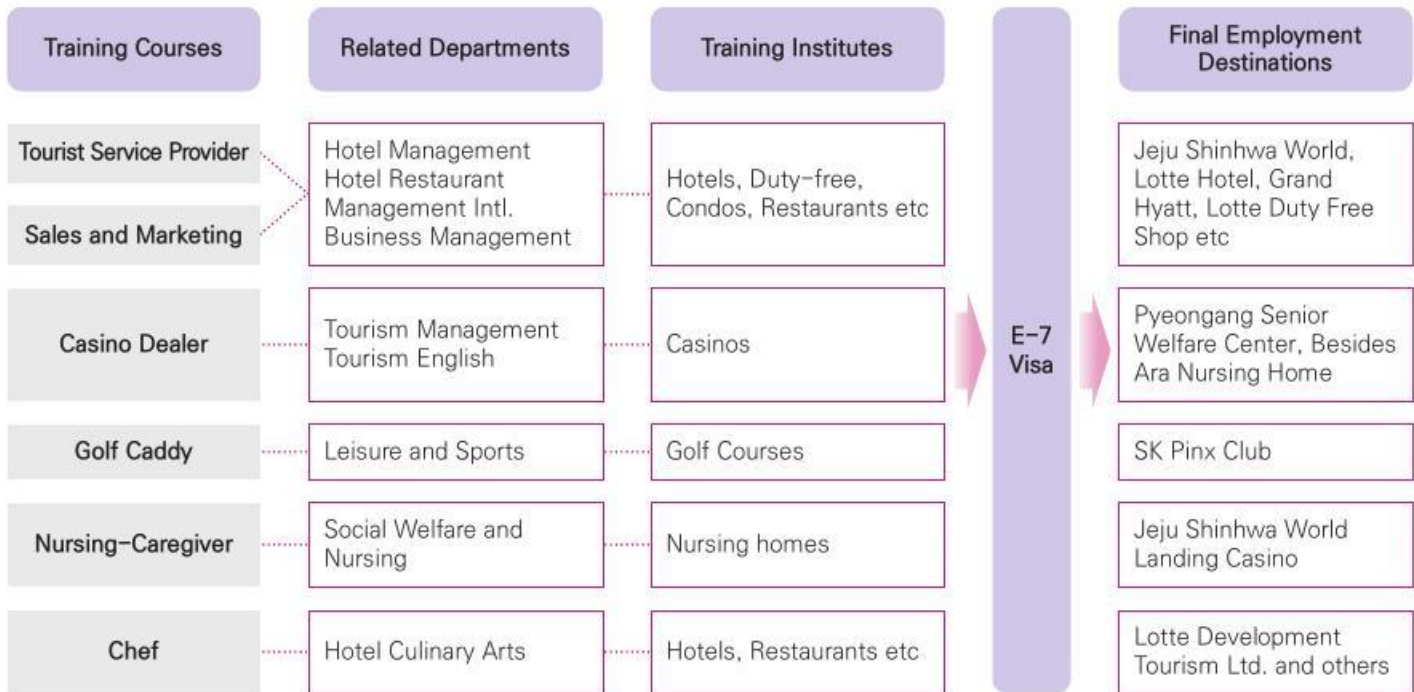 Training Courses
Related Departments
Training Institutes
Final Employment
Destinations
Tourist Service Provider
Sales and Marketing
Hotel Management
Hotel Restaurant
Management Intl.
Business Management
Hotels, Duty-free,
Condos, Restaurants etc
Jeju Shinhwa World,
Lotte Hotel, Grand
Hyatt, Lotte Duty Free
Shop etc
Casino Dealer
Tourism Management
Tourism English
Casinos
E-7
Visa
Pyeongang Senior
Welfare Center, Besides
Ara Nursing Home
Golf Caddy
Leisure and Sports
Golf Courses
SK Pinx Club
Nursing-Caregiver
Social Welfare and
Nursing
Nursing homes
Jeju Shinhwa World
Landing Casino
Chef
Hotel Culinary Arts
Hotels, Restaurants etc
Lotte Development
Tourism Ltd. and others